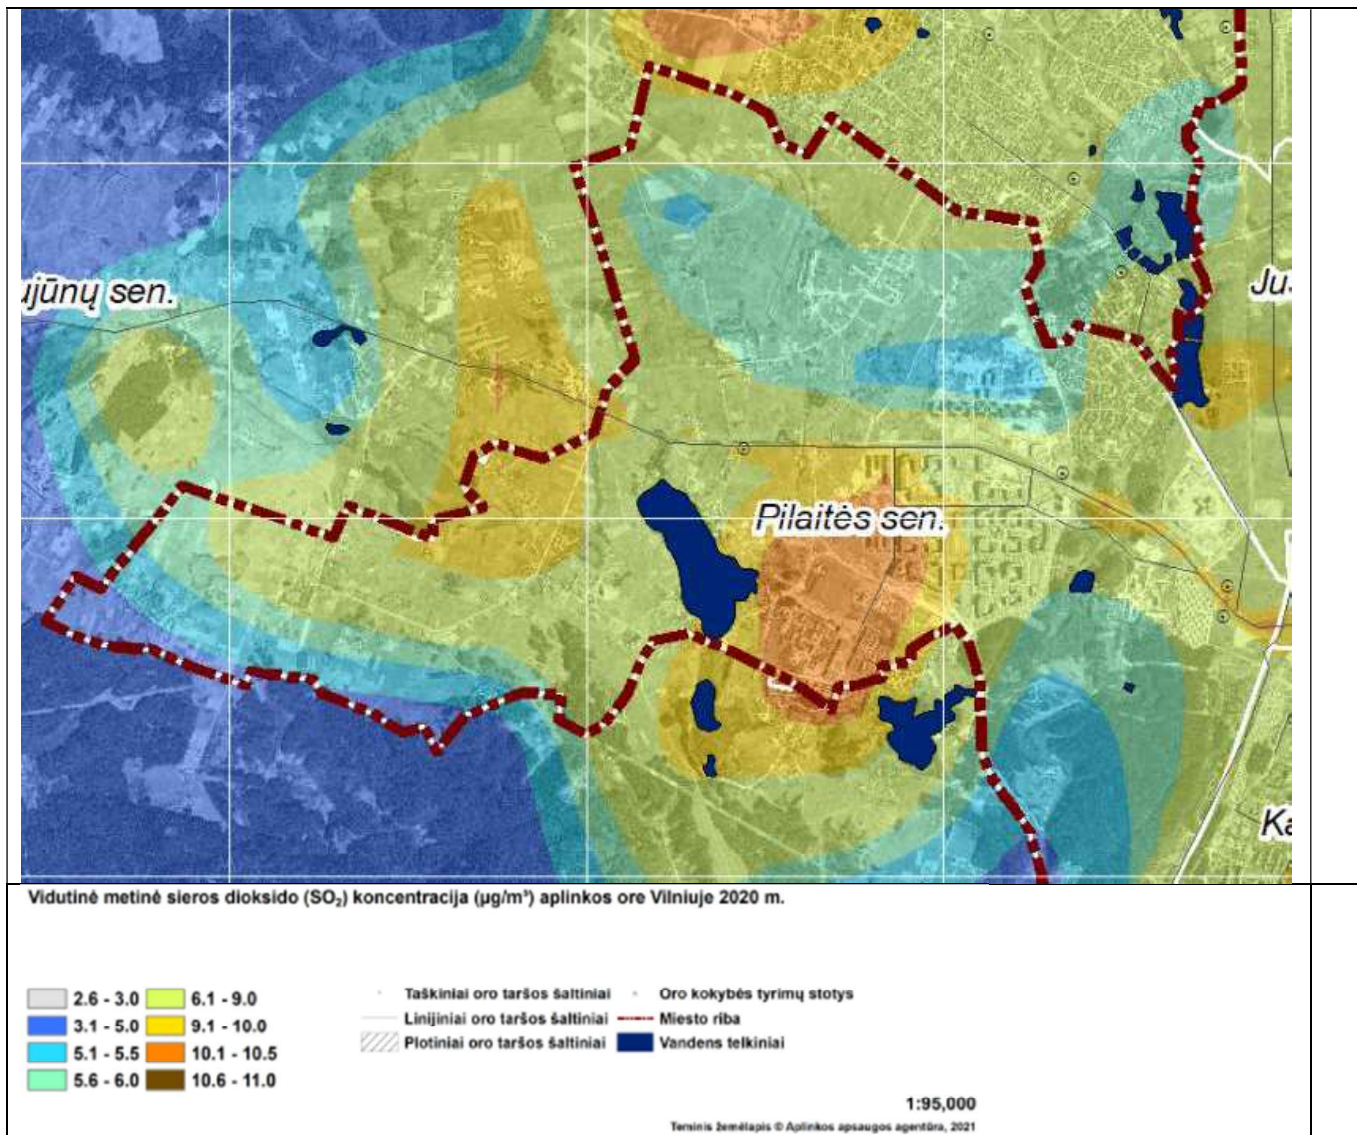 ujūnų sen.
Jus
Pilaitės sen.
Ka
Vidutinė metinė sieros dioksido (SO₂) koncentracija (µg/m³) aplinkos ore Vilniuje 2020 m.
2.6 - 3.0
6.1 - 9.0
3.1 - 5.0
9.1 - 10.0
5.1 - 5.5
10.1 - 10.5
5.6 - 6.0
10.6 - 11.0
Taškiniai oro taršos šaltiniai
Oro kokybės tyrimų stotys
Linijiniai oro taršos šaltiniai
Miesto riba
Plotiniai oro taršos šaltiniai
Vandens telkiniai
1:95,000
Teminis žemėlapis © Aplinkos apsaugos agentūra, 2021